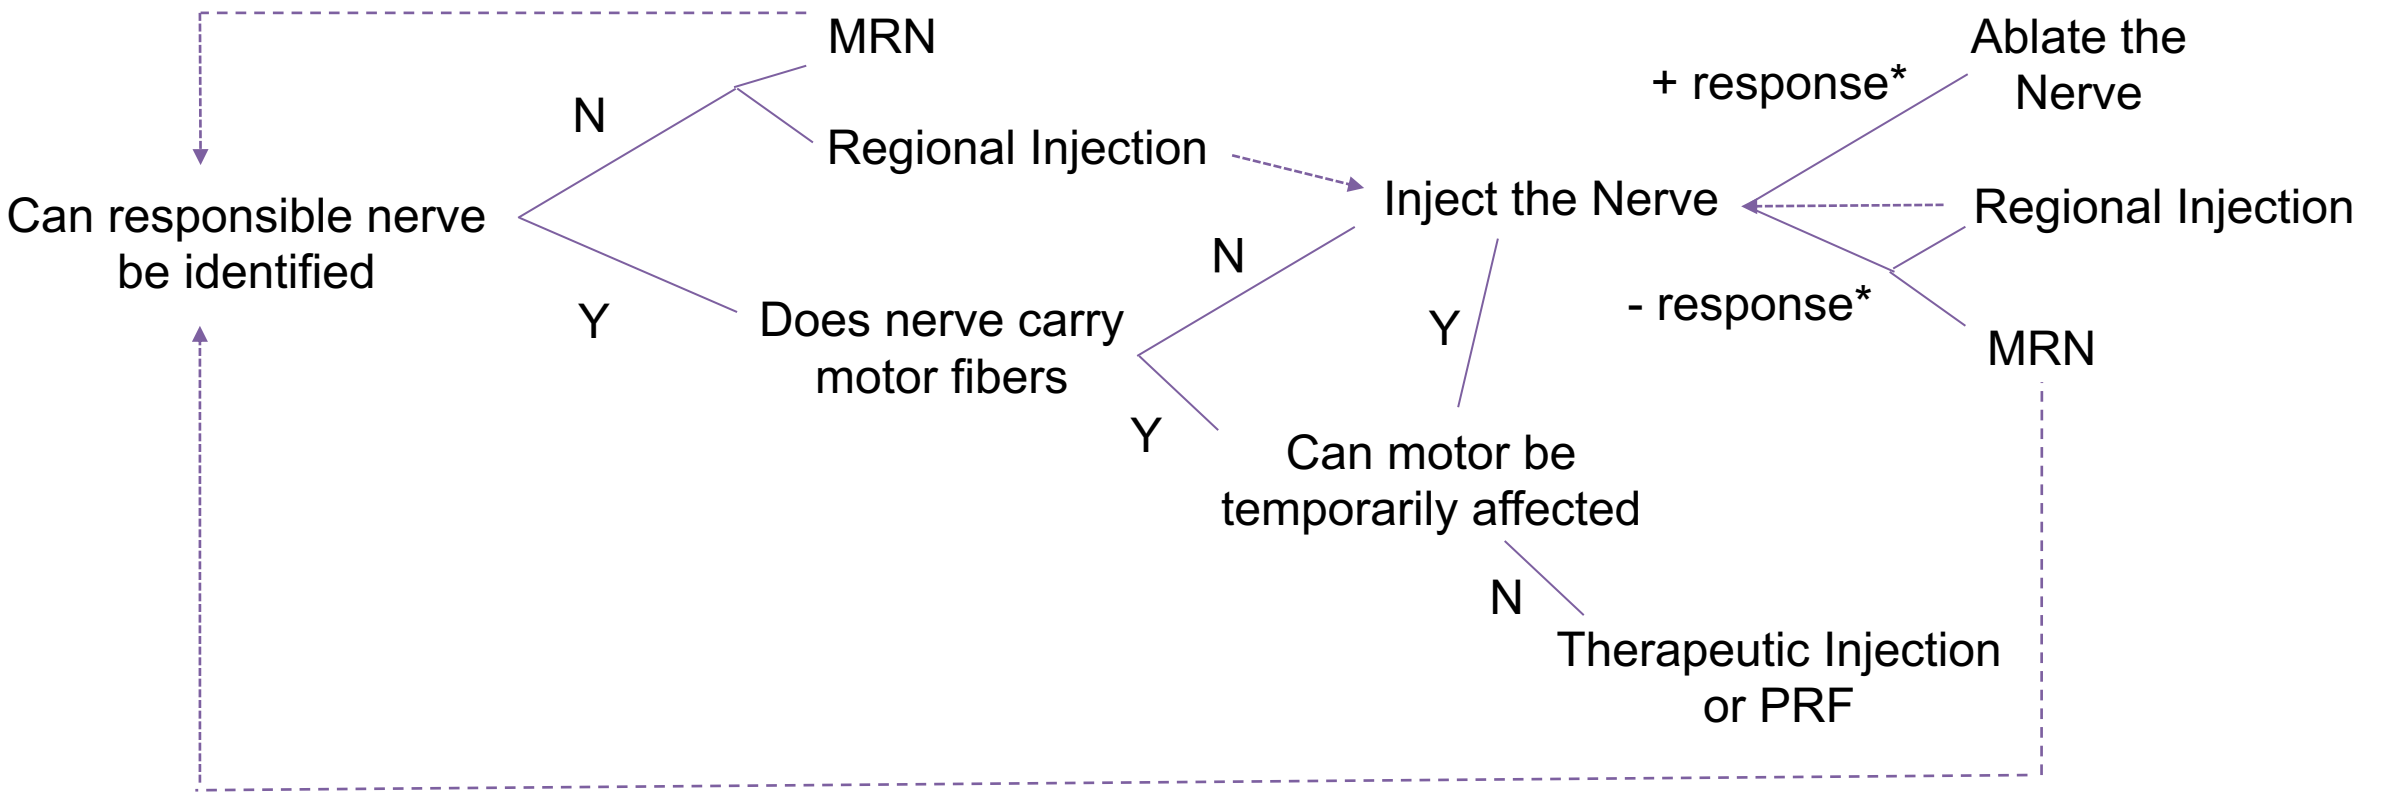 MRN
N
Regional Injection
Can responsible nerve
be identified
Y
Does nerve carry
motor fibers
N
Y
Inject the Nerve
Y
Can motor be
temporarily affected
N
Therapeutic Injection
or PRF
+ response*
Ablate the
Nerve
Regional Injection
- response*
MRN